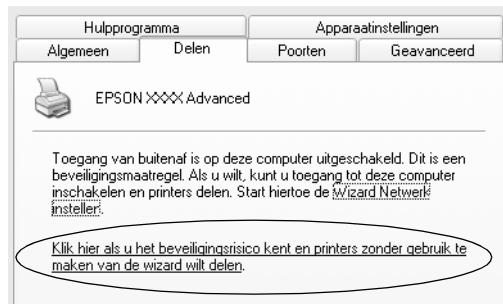 Hulpprogramma Apparaatinstellingen
Algemeen Delen Poorten Geavanceerd
EPSON XXXX Advanced
Toegang van buitenaf is op deze computer uitgeschakeld. Dit is een
beveiligingsmaatregel. Als u wilt, kunt u toegang tot deze computer
inschakelen en printers delen. Start hiertoe de Wizard Netwerk
instellen.
Klik hier als u het beveiligingsrisico kent en printers zonder gebruik te
maken van de wizard wilt delen.